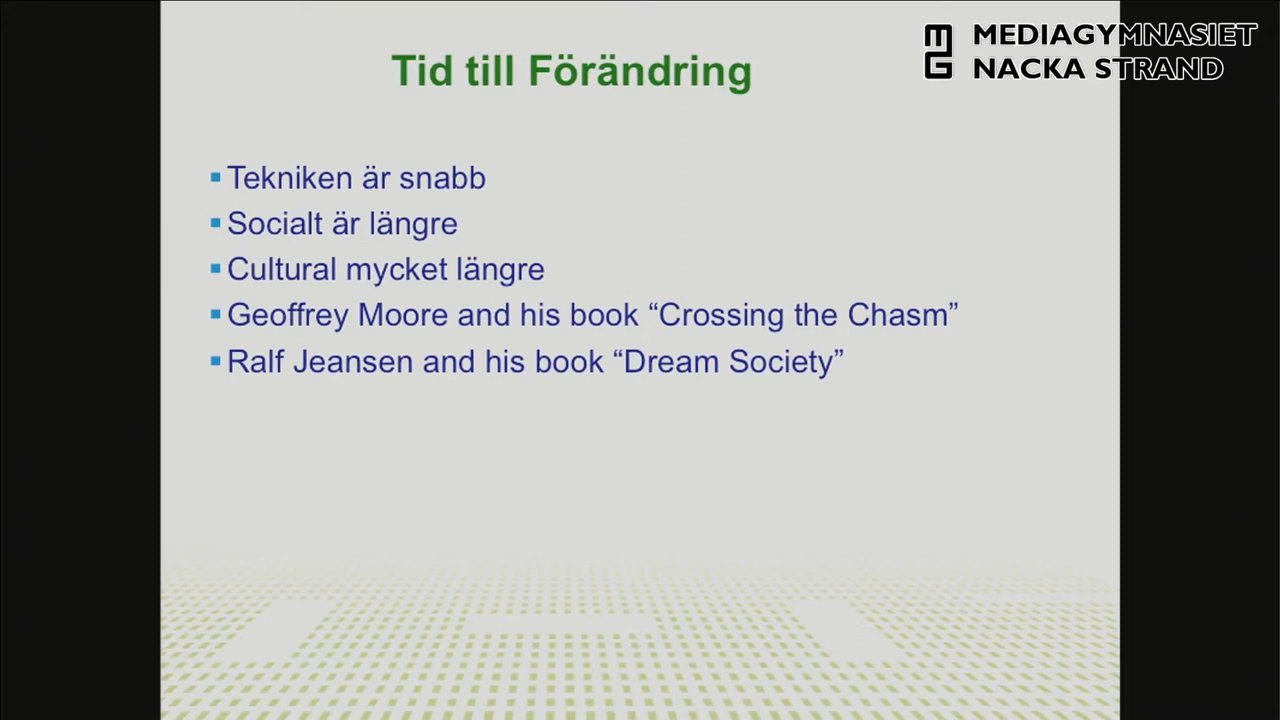 MEDIAGYMNASIET
NACKA STRAND
Tid till Förändring
Tekniken är snabb
Socialt är längre
Cultural mycket längre
Geoffrey Moore and his book “Crossing the Chasm”
Ralf Jeansen and his book “Dream Society”